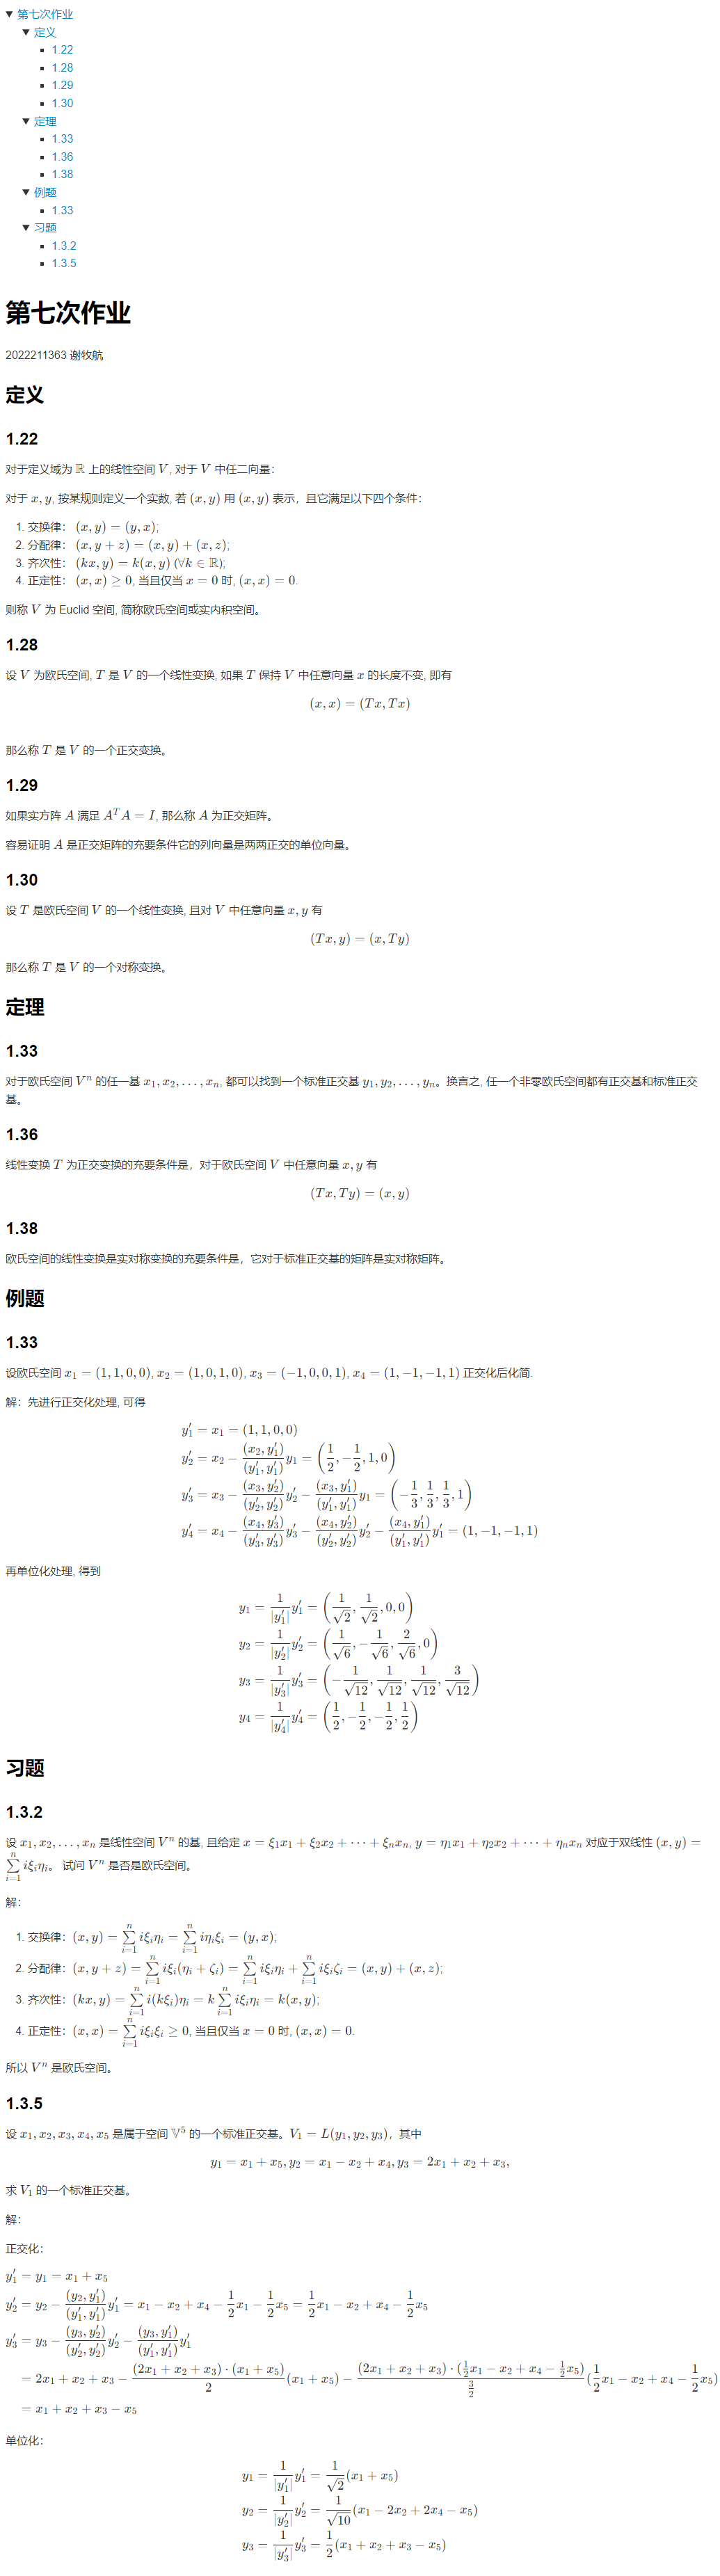 ▼ 第七次作业
▼ 定义
▪ 1.22
▪ 1.28
▪ 1.29
▪ 1.30
▼ 定理
▪ 1.33
▪ 1.36
▪ 1.38
▼ 例题
▪ 1.33
▼ 习题
▪ 1.3.2
▪ 1.3.5
第七次作业
2022211363 谢牧航
定义
1.22
对于定义域为 $\mathbb{R}$ 上的线性空间 $V$, 对于 $V$ 中任二向量：
对于 $x, y$, 按某规则定义一个实数, 若 $(x, y)$ 用 $(x, y)$ 表示，且它满足以下四个条件：
1. 交换律： $(x, y) = (y, x)$;
2. 分配律： $(x, y + z) = (x, y) + (x, z)$;
3. 齐次性： $(kx, y) = k(x, y)$ ($\forall k \in \mathbb{R}$);
4. 正定性： $(x, x) \geq 0$, 当且仅当 $x = 0$ 时, $(x, x) = 0$.
则称 $V$ 为 Euclid 空间, 简称欧氏空间或实内积空间。
1.28
设 $V$ 为欧氏空间, $T$ 是 $V$ 的一个线性变换, 如果 $T$ 保持 $V$ 中任意向量 $x$ 的长度不变, 即有
$(x, x) = (Tx, Tx)$
那么称 $T$ 是 $V$ 的一个正交变换。
1.29
如果实方阵 $A$ 满足 $A^T A = I$, 那么称 $A$ 为正交矩阵。
容易证明 $A$ 是正交矩阵的充要条件它的列向量是两两正交的单位向量。
1.30
设 $T$ 是欧氏空间 $V$ 的一个线性变换, 且对 $V$ 中任意向量 $x, y$ 有
$(Tx, y) = (x, Ty)$
那么称 $T$ 是 $V$ 的一个对称变换。
定理
1.33
对于欧氏空间 $V^n$ 的任一基 $x_1, x_2, \ldots, x_n$, 都可以找到一个标准正交基 $y_1, y_2, \ldots, y_n$。换言之, 任一个非零欧氏空间都有正交基和标准正交
基。
1.36
线性变换 $T$ 为正交变换的充要条件是，对于欧氏空间 $V$ 中任意向量 $x, y$ 有
$(Tx, Ty) = (x, y)$
1.38
欧氏空间的线性变换是实对称变换的充要条件是，它对于标准正交基的矩阵是实对称矩阵。
例题
1.33
设欧氏空间 $x_1 = (1, 1, 0, 0)$, $x_2 = (1, 0, 1, 0)$, $x_3 = (-1, 0, 0, 1)$, $x_4 = (1, -1, -1, 1)$ 正交化后化简.
解：先进行正交化处理, 可得
$y_1' = x_1 = (1, 1, 0, 0)$
$y_2' = x_2 - \frac{(x_2, y_1')}{(y_1', y_1')} y_1 = \left(\frac{1}{2}, -\frac{1}{2}, 1, 0\right)$
$y_3' = x_3 - \frac{(x_3, y_2')}{(y_2', y_2')} y_2' - \frac{(x_3, y_1')}{(y_1', y_1')} y_1 = \left(-\frac{1}{3}, \frac{1}{3}, \frac{1}{3}, 1\right)$
$y_4' = x_4 - \frac{(x_4, y_3')}{(y_3', y_3')} y_3' - \frac{(x_4, y_2')}{(y_2', y_2')} y_2' - \frac{(x_4, y_1')}{(y_1', y_1')} y_1' = (1, -1, -1, 1)$
再单位化处理, 得到
$y_1 = \frac{1}{|y_1'|} y_1' = \left(\frac{1}{\sqrt{2}}, \frac{1}{\sqrt{2}}, 0, 0\right)$
$y_2 = \frac{1}{|y_2'|} y_2' = \left(\frac{1}{\sqrt{6}}, -\frac{1}{\sqrt{6}}, \frac{2}{\sqrt{6}}, 0\right)$
$y_3 = \frac{1}{|y_3'|} y_3' = \left(-\frac{1}{\sqrt{12}}, \frac{1}{\sqrt{12}}, \frac{1}{\sqrt{12}}, \frac{3}{\sqrt{12}}\right)$
$y_4 = \frac{1}{|y_4'|} y_4' = \left(\frac{1}{2}, -\frac{1}{2}, -\frac{1}{2}, \frac{1}{2}\right)$
习题
1.3.2
设 $x_1, x_2, \ldots, x_n$ 是线性空间 $V^n$ 的基, 且给定 $x = \xi_1 x_1 + \xi_2 x_2 + \cdots + \xi_n x_n$, $y = \eta_1 x_1 + \eta_2 x_2 + \cdots + \eta_n x_n$ 对应于双线性 $(x, y) =$
$\sum_{i=1}^{n} i\xi_i\eta_i$。 试问 $V^n$ 是否是欧氏空间。
解：
1. 交换律：$(x, y) = \sum_{i=1}^{n} i\xi_i\eta_i = \sum_{i=1}^{n} i\eta_i\xi_i = (y, x)$;
2. 分配律：$(x, y + z) = \sum_{i=1}^{n} i\xi_i(\eta_i + \zeta_i) = \sum_{i=1}^{n} i\xi_i\eta_i + \sum_{i=1}^{n} i\xi_i\zeta_i = (x, y) + (x, z)$;
3. 齐次性：$(kx, y) = \sum_{i=1}^{n} i(k\xi_i)\eta_i = k \sum_{i=1}^{n} i\xi_i\eta_i = k(x, y)$;
4. 正定性：$(x, x) = \sum_{i=1}^{n} i\xi_i\xi_i \geq 0$, 当且仅当 $x = 0$ 时, $(x, x) = 0$.
所以 $V^n$ 是欧氏空间。
1.3.5
设 $x_1, x_2, x_3, x_4, x_5$ 是属于空间 $\mathbb{V}^5$ 的一个标准正交基。$V_1 = L(y_1, y_2, y_3)$，其中
$y_1 = x_1 + x_5, y_2 = x_1 - x_2 + x_4, y_3 = 2x_1 + x_2 + x_3,$
求 $V_1$ 的一个标准正交基。
解：
正交化：
$y_1' = y_1 = x_1 + x_5$
$y_2' = y_2 - \frac{(y_2, y_1')}{(y_1', y_1')} y_1' = x_1 - x_2 + x_4 - \frac{1}{2}x_1 - \frac{1}{2}x_5 = \frac{1}{2}x_1 - x_2 + x_4 - \frac{1}{2}x_5$
$y_3' = y_3 - \frac{(y_3, y_2')}{(y_2', y_2')} y_2' - \frac{(y_3, y_1')}{(y_1', y_1')} y_1'$
$= 2x_1 + x_2 + x_3 - \frac{(2x_1 + x_2 + x_3) \cdot (x_1 + x_5)}{2}(x_1 + x_5) - \frac{(2x_1 + x_2 + x_3) \cdot (\frac{1}{2}x_1 - x_2 + x_4 - \frac{1}{2}x_5)}{\frac{3}{2}}(\frac{1}{2}x_1 - x_2 + x_4 - \frac{1}{2}x_5)$
$= x_1 + x_2 + x_3 - x_5$
单位化：
$y_1 = \frac{1}{|y_1'|} y_1' = \frac{1}{\sqrt{2}}(x_1 + x_5)$
$y_2 = \frac{1}{|y_2'|} y_2' = \frac{1}{\sqrt{10}}(x_1 - 2x_2 + 2x_4 - x_5)$
$y_3 = \frac{1}{|y_3'|} y_3' = \frac{1}{2}(x_1 + x_2 + x_3 - x_5)$